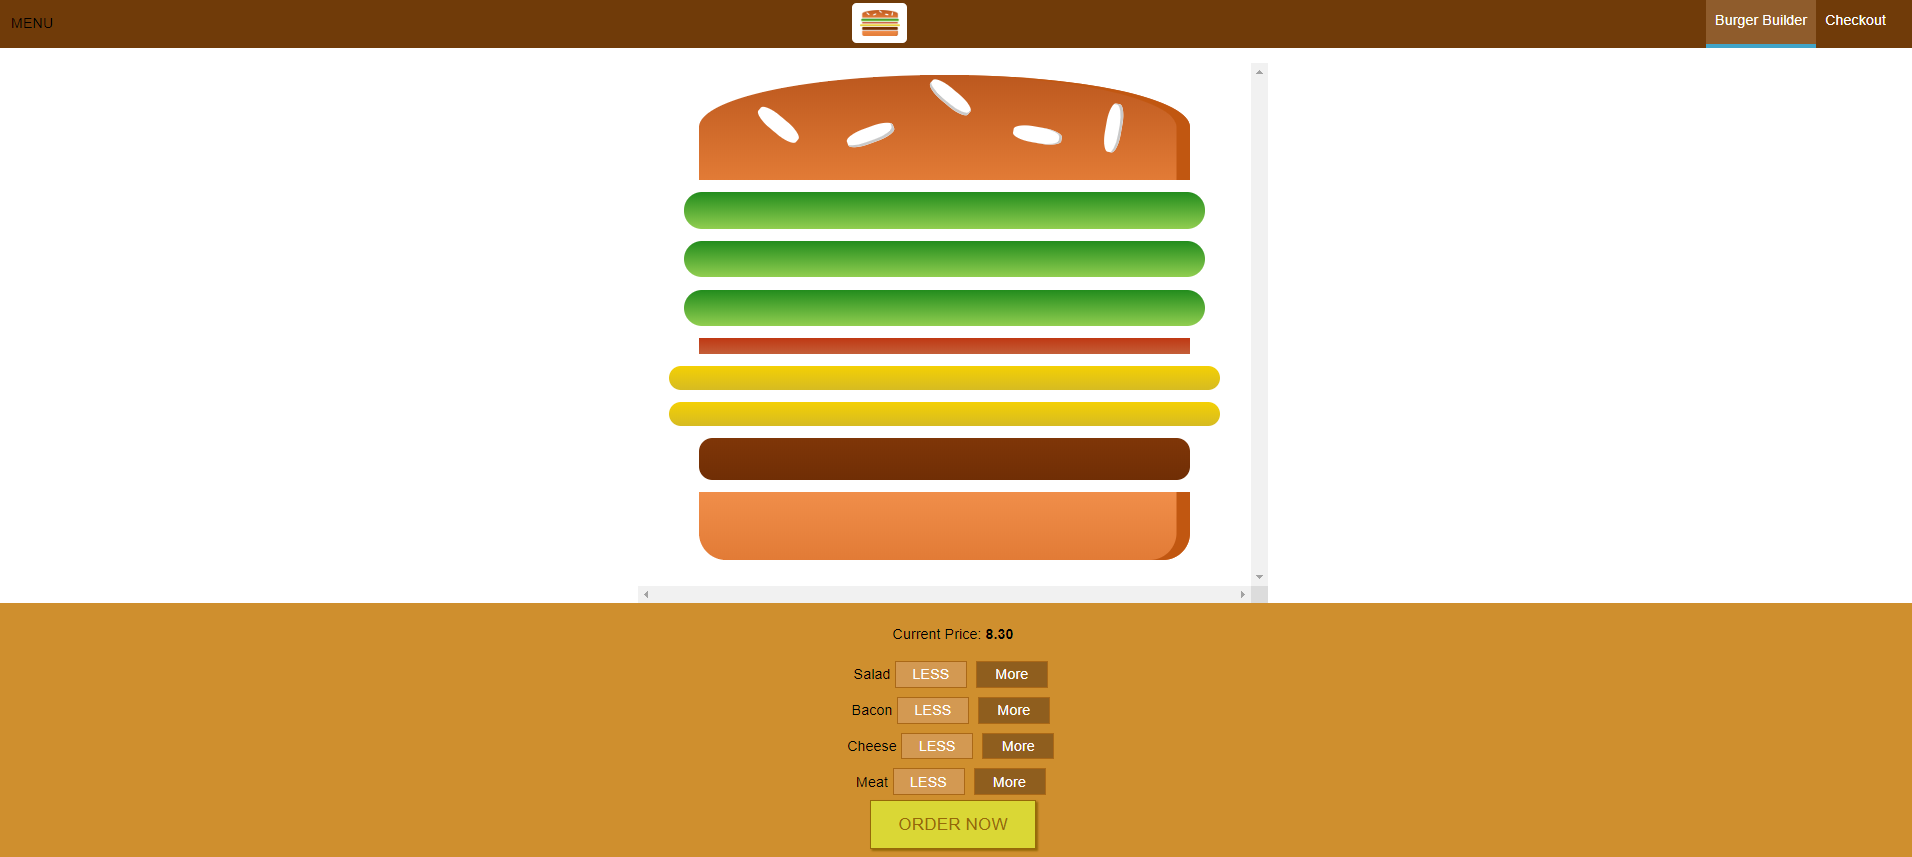 MENU
Burger Builder Checkout
Current Price: 8.30
Salad LESS More
Bacon LESS More
Cheese LESS More
Meat LESS More
ORDER NOW